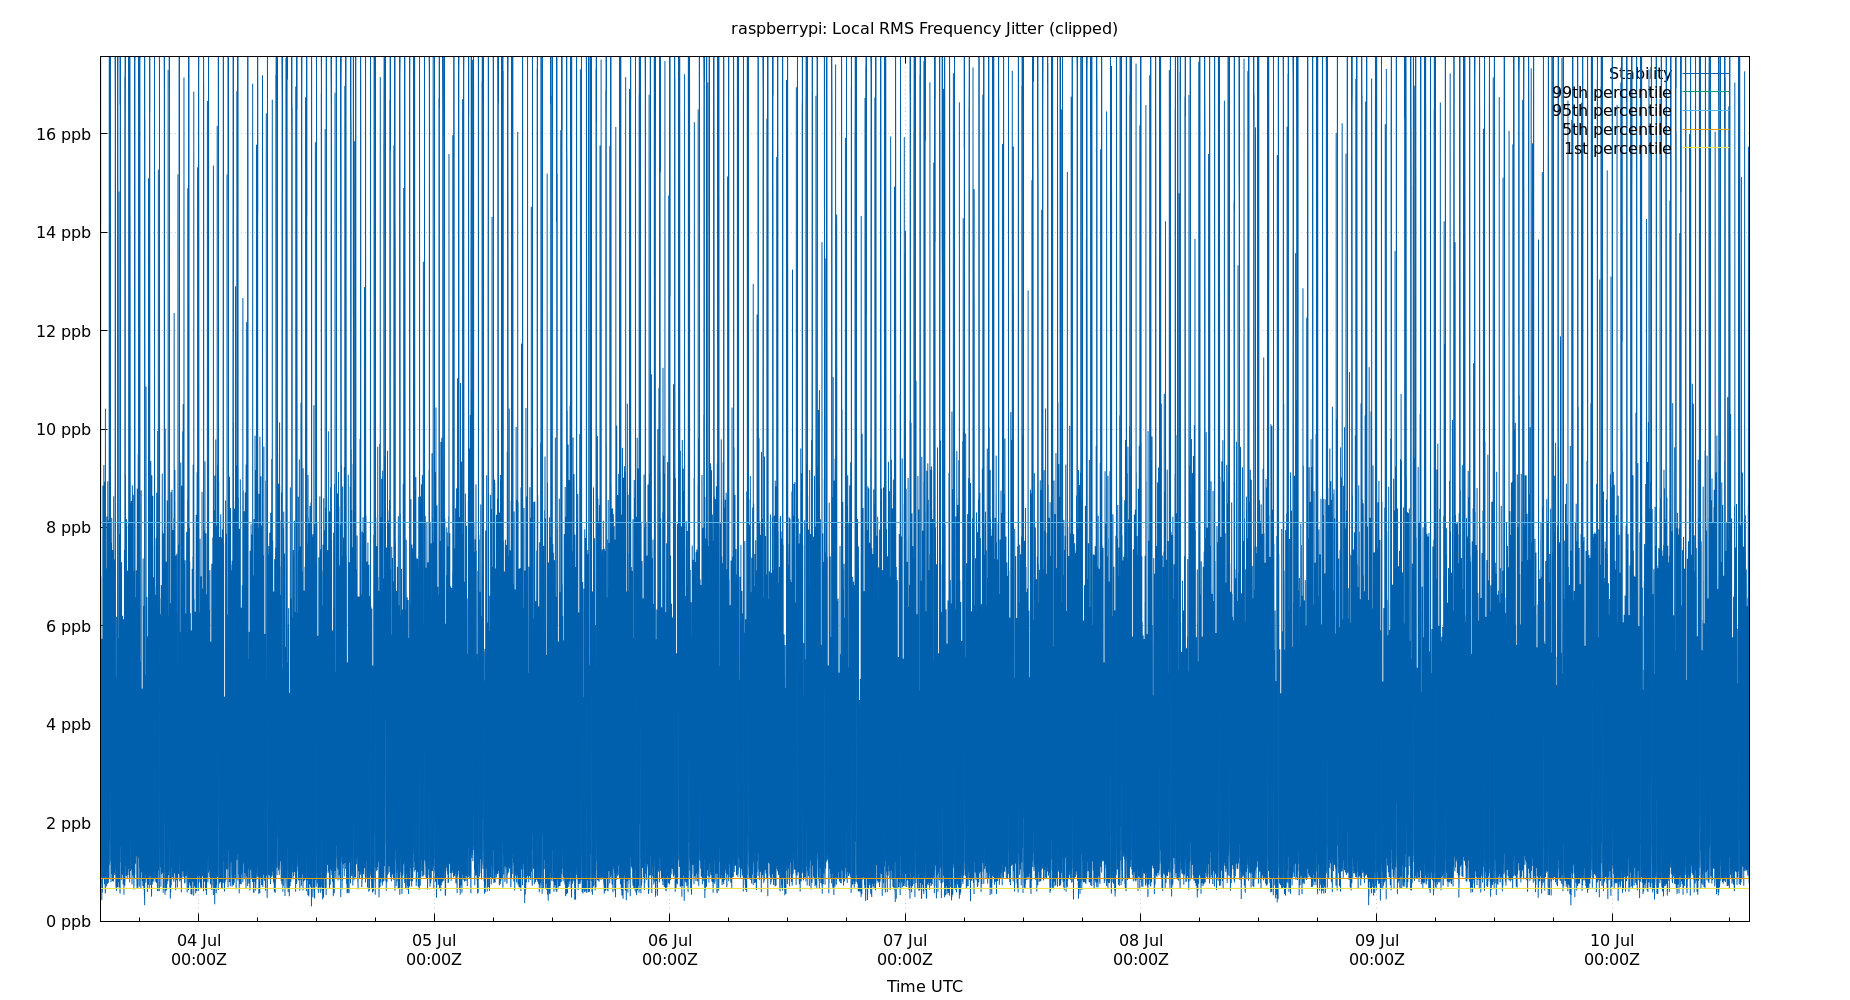 raspberrypi: Local RMS Frequency Jitter (clipped)
Stability
99th percentile
95th percentile
5th percentile
1st percentile
16 ppb
14 ppb
12 ppb
10 ppb
8 ppb
6 ppb
4 ppb
2 ppb
0 ppb
04 Jul 05 Jul 06 Jul 07 Jul 08 Jul 09 Jul 10 Jul
00:00Z 00:00Z 00:00Z 00:00Z 00:00Z 00:00Z 00:00Z
Time UTC